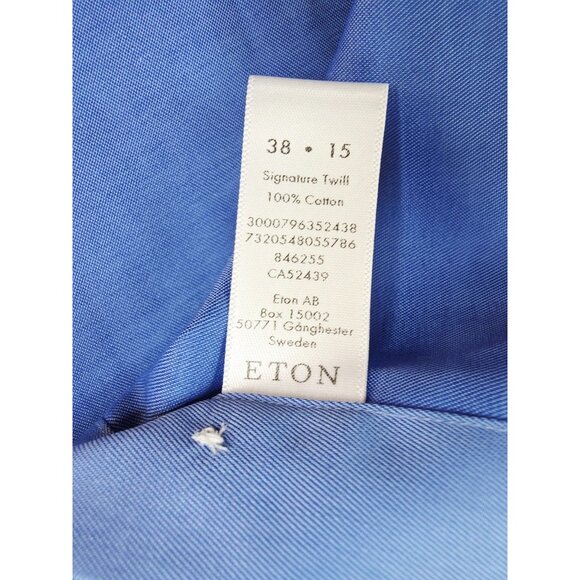 38 • 15
Signature Twill
100% Cotton
3000796352438
7320548055786
846255
CA52439
Eton AB
Box 15002
50771 Gånghester
Sweden
ETON